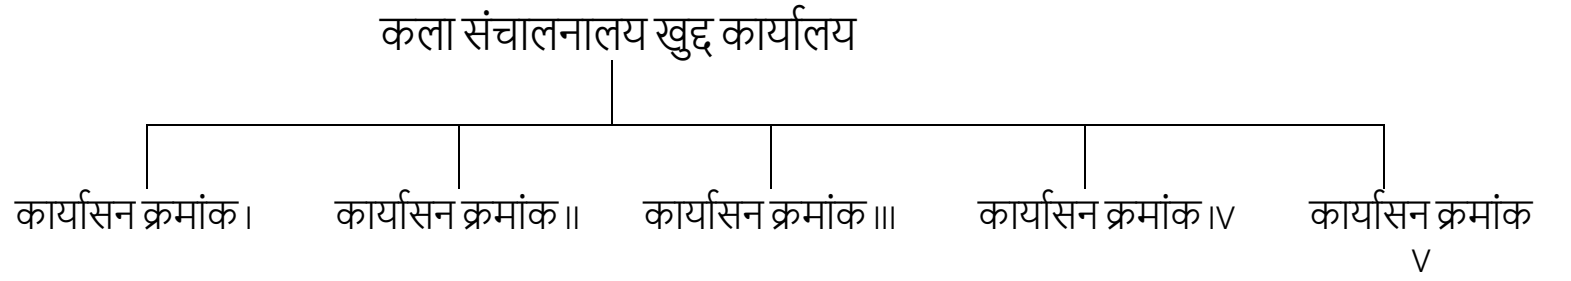 कला संचालनालय खुद्द कार्यालय
कार्यासन क्रमांक I
कार्यासन क्रमांक II
कार्यासन क्रमांक III
कार्यासन क्रमांक IV
कार्यासन क्रमांक
V